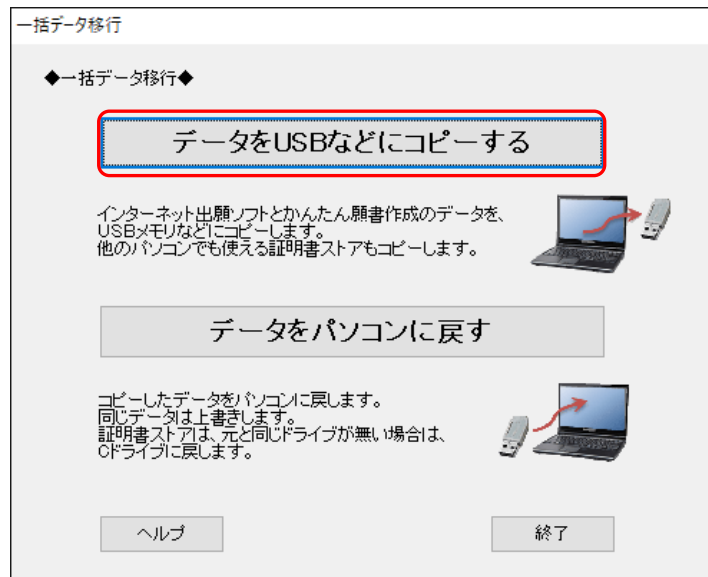 一括データ移行
◆一括データ移行◆
データをUSBなどにコピーする
インターネット出願ソフトとかんたん願書作成のデータを、
USBメモリなどにコピーします。
他のパソコンでも使える証明書ストアもコピーします。
データをパソコンに戻す
コピーしたデータをパソコンに戻します。
同じデータは上書きします。
証明書ストアは、元と同じドライブが無い場合は、
Cドライブに戻します。
ヘルプ
終了